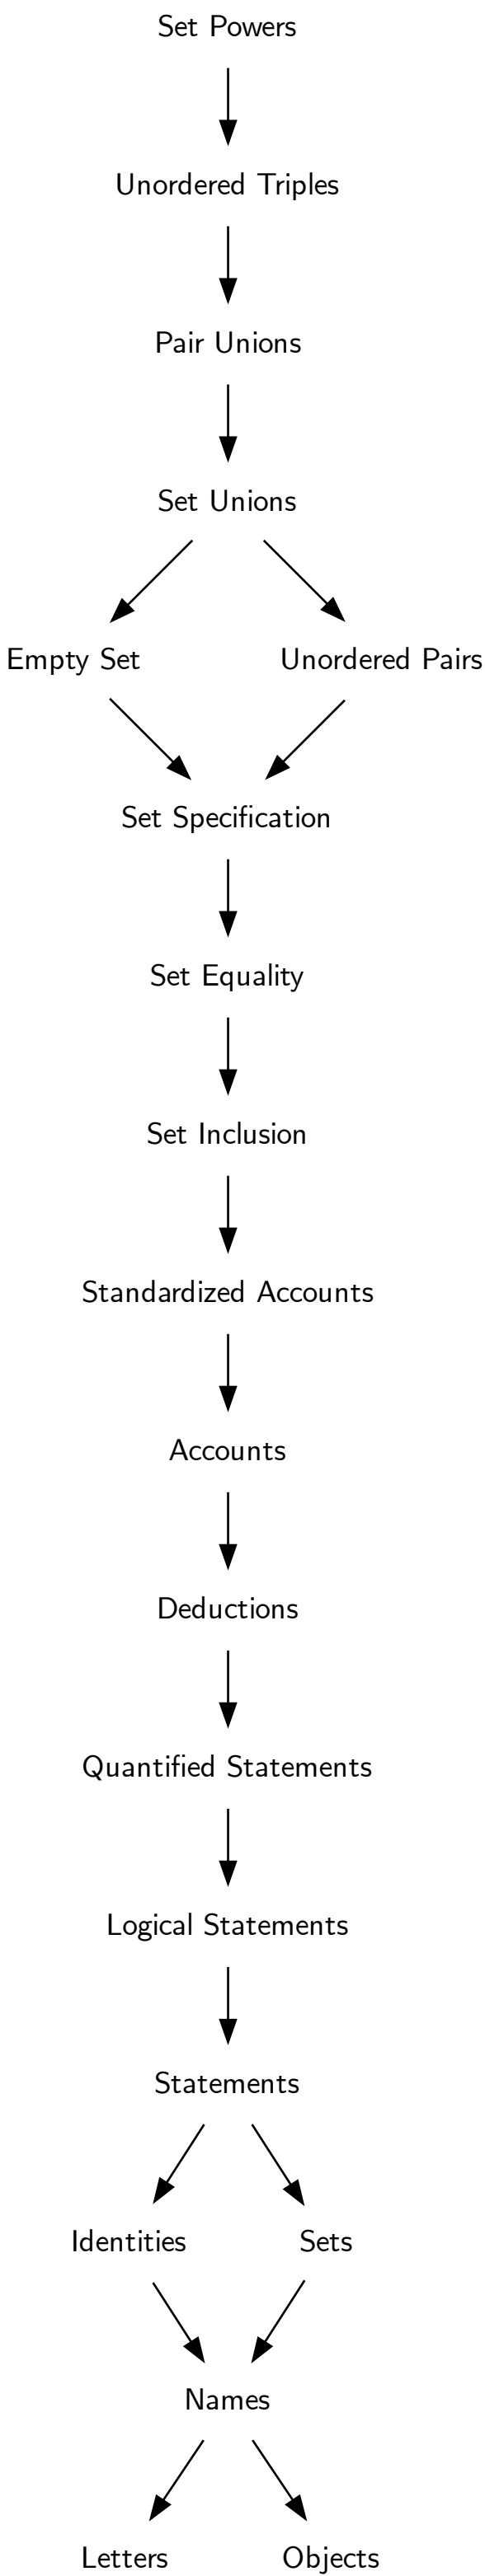 Set Powers
Unordered Triples
Pair Unions
Set Unions
Empty Set
Unordered Pairs
Set Specification
Set Equality
Set Inclusion
Standardized Accounts
Accounts
Deductions
Quantified Statements
Logical Statements
Statements
Identities
Sets
Names
Letters
Objects